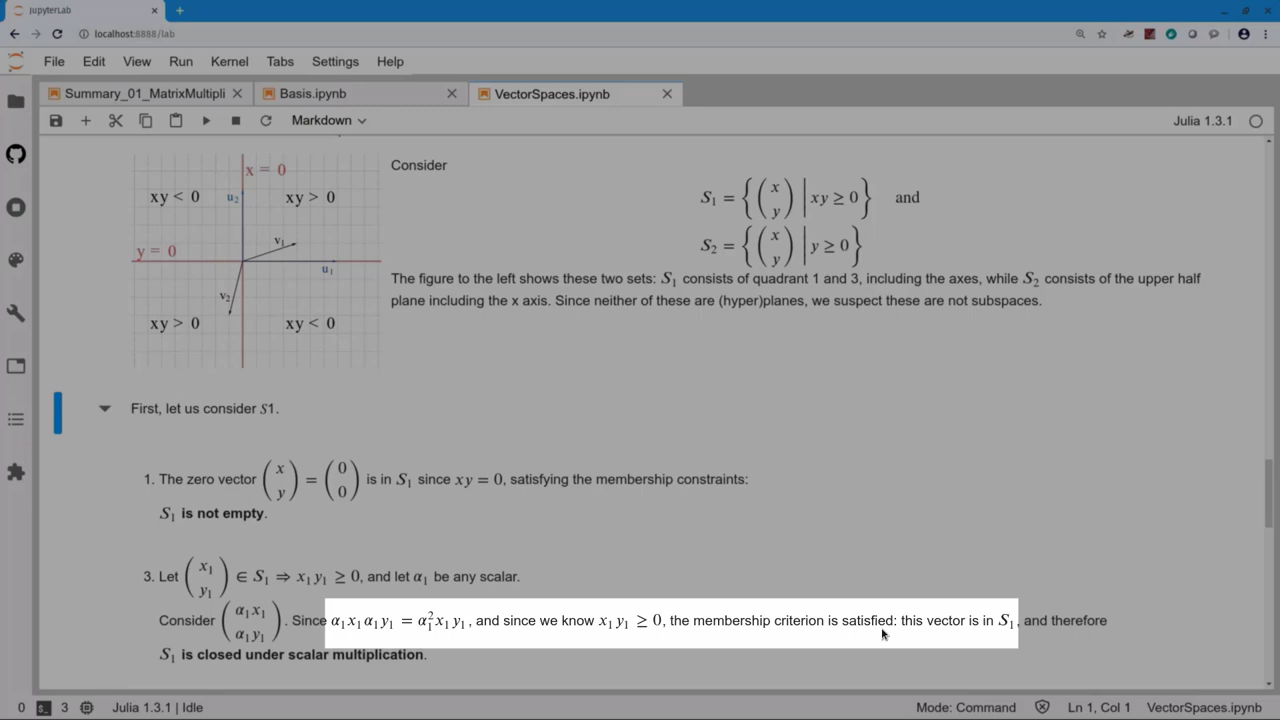 JupyterLab
localhost:8888/lab
File Edit View Run Kernel Tabs Settings Help
Summary_01_MatrixMultipli Basis.ipynb VectorSpaces.ipynb
Markdown Julia 1.3.1
x = 0
xy < 0 u₂ xy > 0
v₁
y = 0
u₁
v₂
xy > 0 xy < 0
Consider
S₁ = { ( x y ) | xy ≥ 0 } and
S₂ = { ( x y ) | y ≥ 0 }
The figure to the left shows these two sets: S₁ consists of quadrant 1 and 3, including the axes, while S₂ consists of the upper half
plane including the x axis. Since neither of these are (hyper)planes, we suspect these are not subspaces.
First, let us consider S1.
1. The zero vector ( x y ) = ( 0 0 ) is in S₁ since xy = 0, satisfying the membership constraints:
S₁ is not empty.
3. Let ( x₁ y₁ ) ∈ S₁ ⇒ x₁y₁ ≥ 0, and let α₁ be any scalar.
Consider ( α₁x₁ α₁y₁ ). Since α₁x₁α₁y₁ = α₁²x₁y₁, and since we know x₁y₁ ≥ 0, the membership criterion is satisfied: this vector is in S₁, and therefore
S₁ is closed under scalar multiplication.
0 3 Julia 1.3.1 | Idle Mode: Command Ln 1, Col 1 VectorSpaces.ipynb